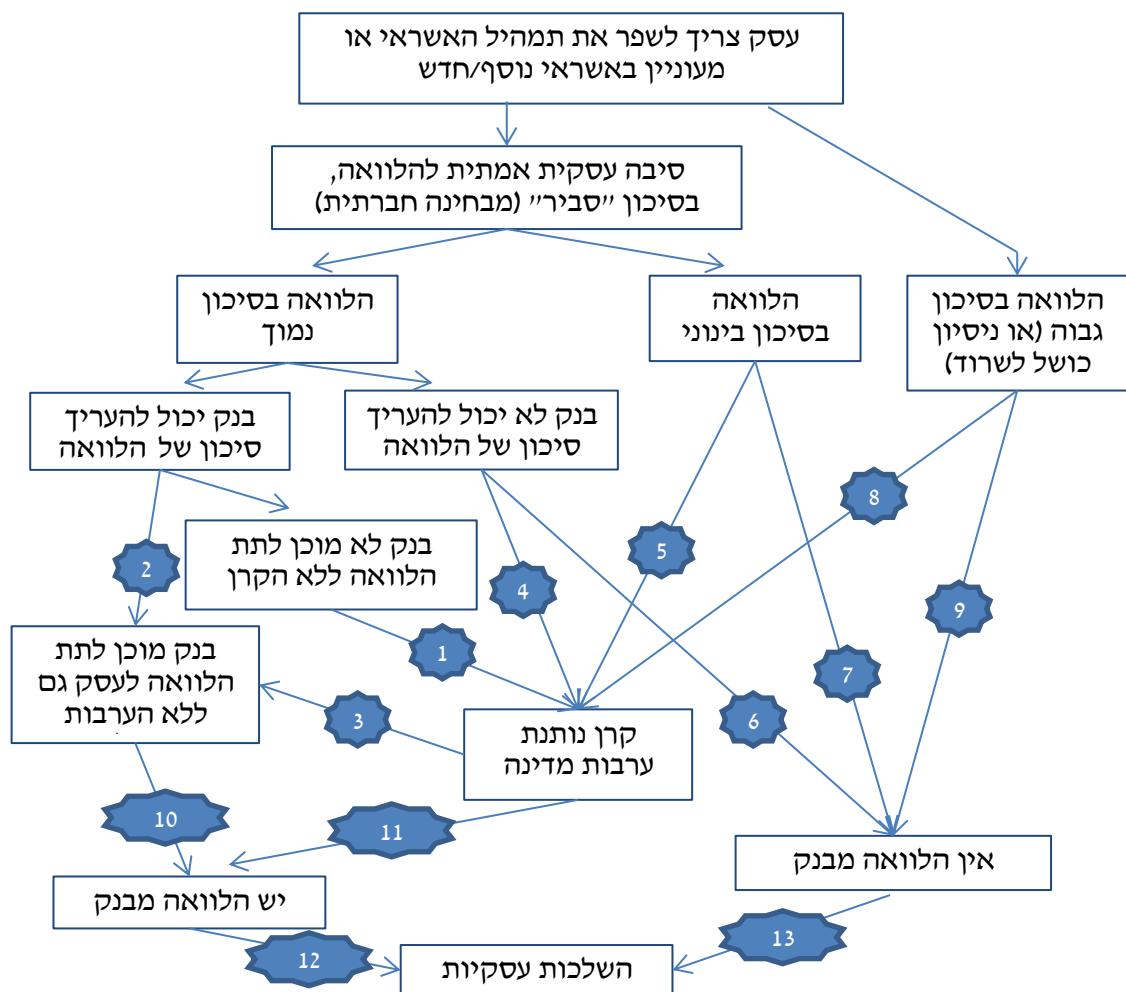 עסק צריך לשפר את תמהיל האשראי או
מעוניין באשראי נוסף/חדש
סיבה עסקית אמתית להלוואה,
בסיכון ״סביר״ (מבחינה חברתית)
הלוואה בסיכון
גבוה (או ניסיון
כושל לשרוד)
הלוואה
בסיכון בינוני
הלוואה בסיכון
נמוך
בנק לא יכול להעריך
סיכון של הלוואה
בנק יכול להעריך
סיכון של הלוואה
8
5
4
2
בנק לא מוכן לתת
הלוואה ללא הקרן
9
7
6
1
3
בנק מוכן לתת
הלוואה לעסק גם
ללא הערבות
קרן נותנת
ערבות מדינה
11
10
אין הלוואה מבנק
יש הלוואה מבנק
13
12
השלכות עסקיות